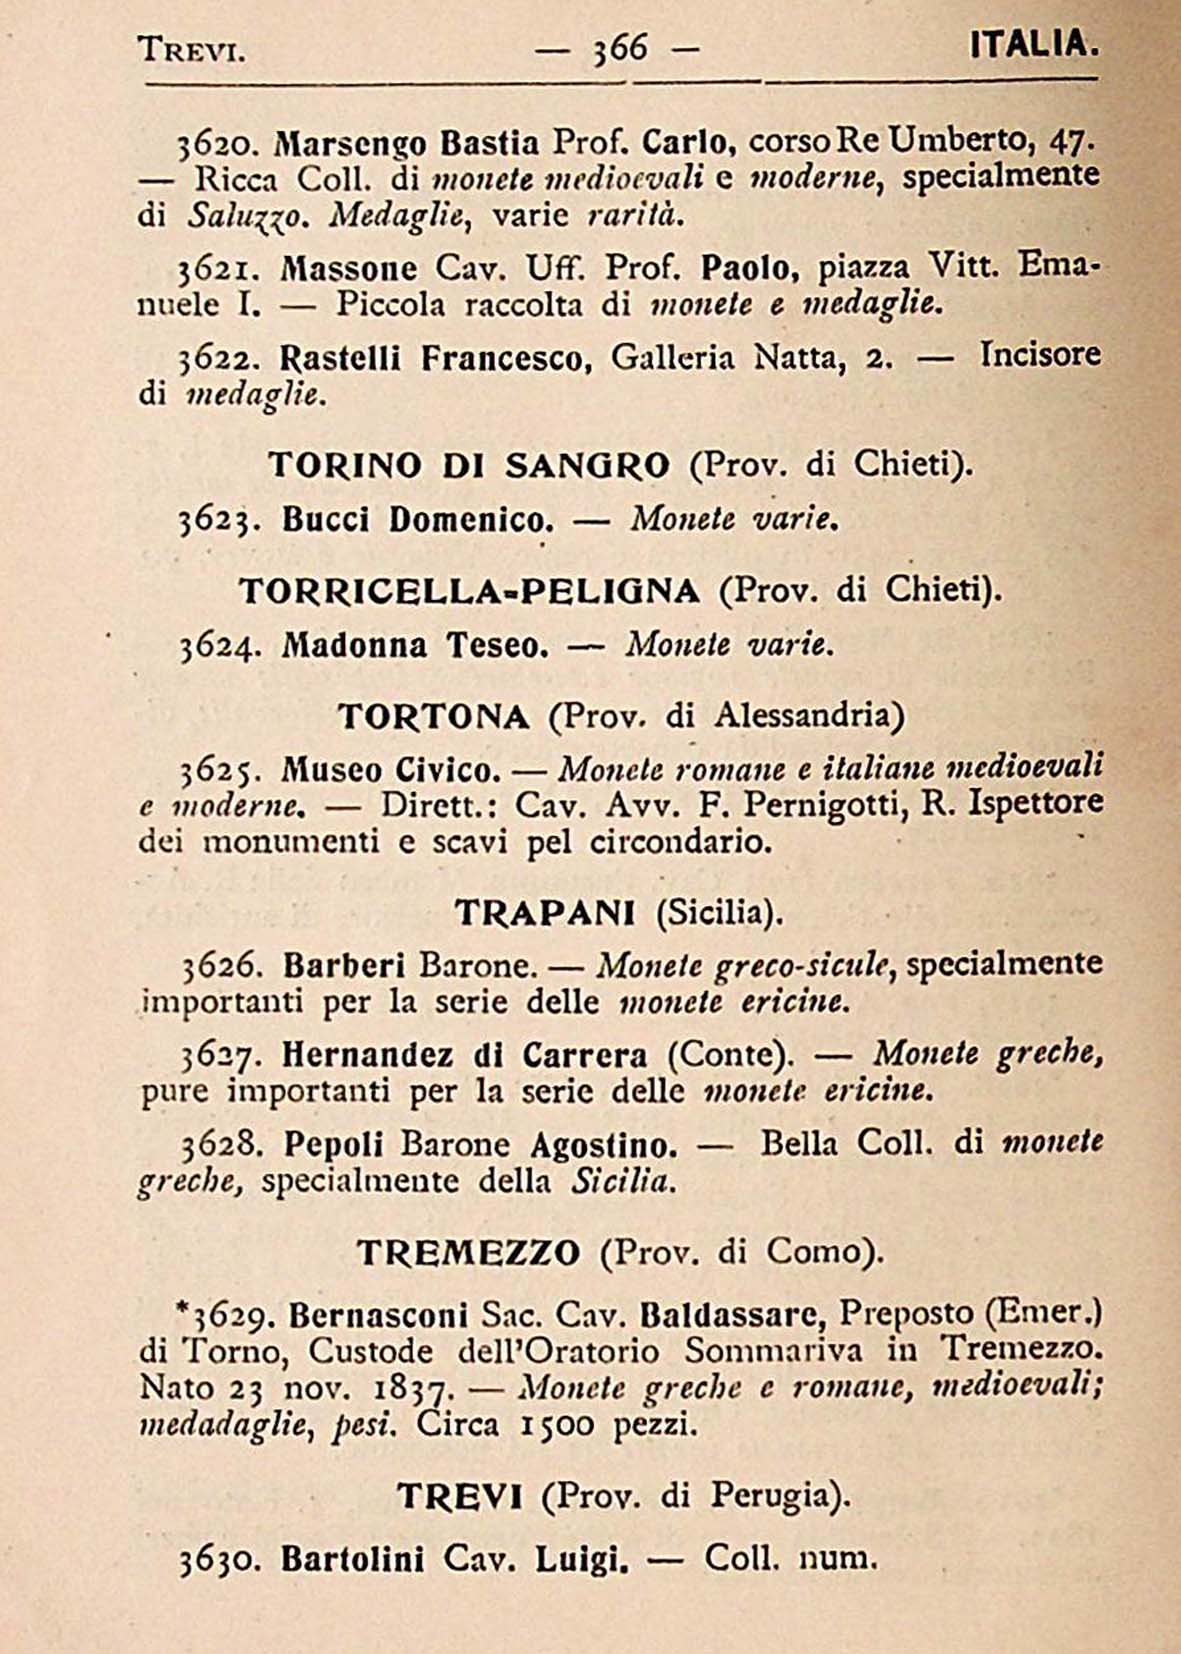 TREVI. — 366 — ITALIA.
3620. Marsengo Bastia Prof. Carlo, corso Re Umberto, 47.
— Ricca Coll. di monete medioevali e moderne, specialmente
di Saluzzo. Medaglie, varie rarità.
3621. Massone Cav. Uff. Prof. Paolo, piazza Vitt. Ema-
nuele I. — Piccola raccolta di monete e medaglie.
3622. Rastelli Francesco, Galleria Natta, 2. — Incisore
di medaglie.
TORINO DI SANGRO (Prov. di Chieti).
3623. Bucci Domenico. — Monete varie.
TORRICELLA-PELIGNA (Prov. di Chieti).
3624. Madonna Teseo. — Monete varie.
TORTONA (Prov. di Alessandria)
3625. Museo Civico. — Monete romane e italiane medioevali
e moderne. — Dirett.: Cav. Avv. F. Pernigotti, R. Ispettore
dei monumenti e scavi pel circondario.
TRAPANI (Sicilia).
3626. Barberi Barone. — Monete greco-sicule, specialmente
importanti per la serie delle monete ericine.
3627. Hernandez di Carrera (Conte). — Monete greche,
pure importanti per la serie delle monete ericine.
3628. Pepoli Barone Agostino. — Bella Coll. di monete
greche, specialmente della Sicilia.
TREMEZZO (Prov. di Como).
*3629. Bernasconi Sac. Cav. Baldassare, Preposto (Emer.)
di Torno, Custode dell'Oratorio Sommariva in Tremezzo.
Nato 23 nov. 1837. — Monete greche e romane, medioevali;
medadaglie, pesi. Circa 1500 pezzi.
TREVI (Prov. di Perugia).
3630. Bartolini Cav. Luigi. — Coll. num.